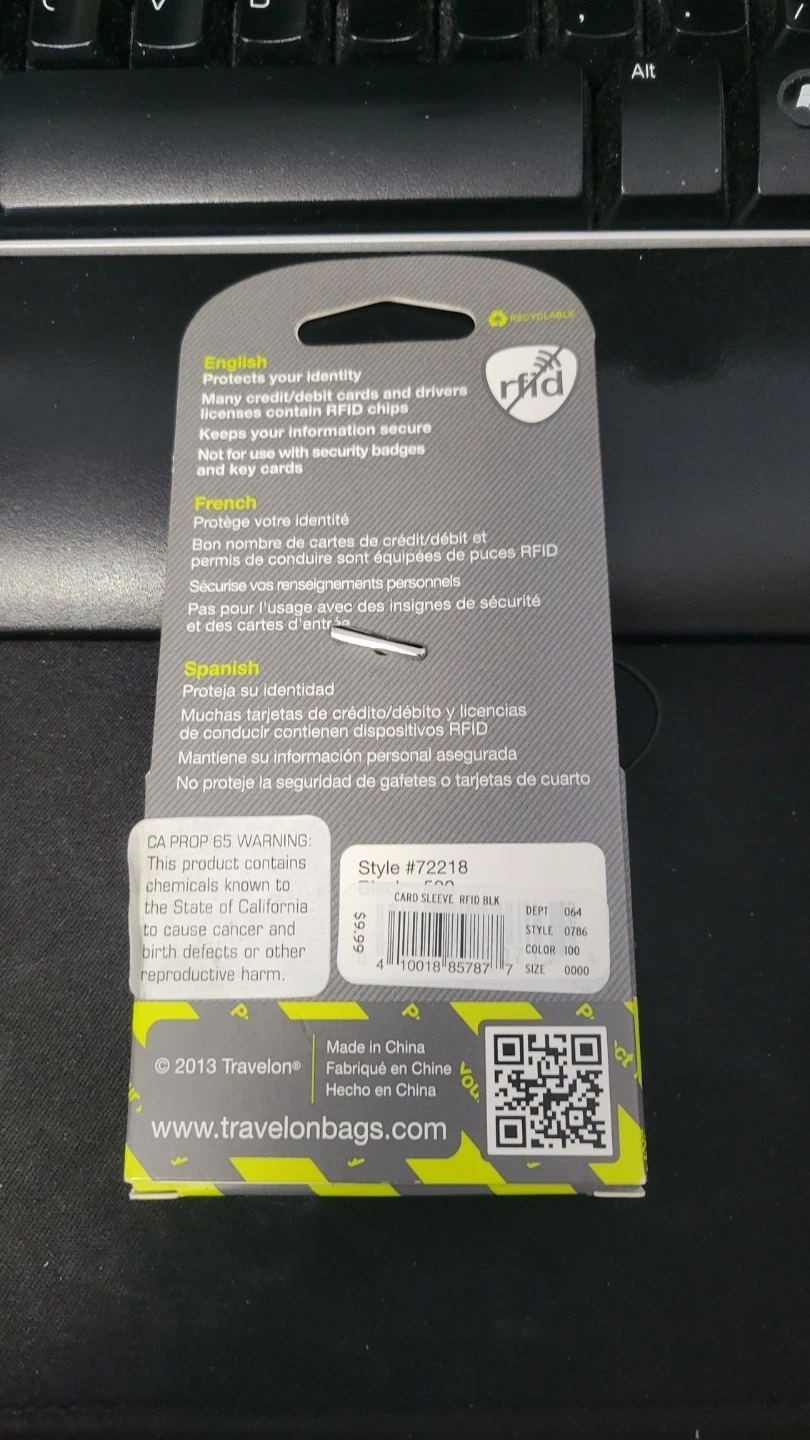 Alt
RECYCLABLE
rfid
English
Protects your identity
Many credit/debit cards and drivers
licenses contain RFID chips
Keeps your information secure
Not for use with security badges
and key cards
French
Protège votre identité
Bon nombre de cartes de crédit/débit et
permis de conduire sont équipées de puces RFID
Sécurise vos renseignements personnels
Pas pour l'usage avec des insignes de sécurité
et des cartes d'entrée
Spanish
Proteja su identidad
Muchas tarjetas de crédito/débito y licencias
de conducir contienen dispositivos RFID
Mantiene su información personal asegurada
No proteje la seguridad de gafetes o tarjetas de cuarto
CA PROP 65 WARNING:
This product contains
chemicals known to
the State of California
to cause cancer and
birth defects or other
reproductive harm.
Style #72218
CARD SLEEVE RFID BLK
$9.99
4 10018 85787 7
DEPT 064
STYLE 0786
COLOR 100
SIZE 0000
© 2013 Travelon®
Made in China
Fabriqué en Chine
Hecho en China
www.travelonbags.com